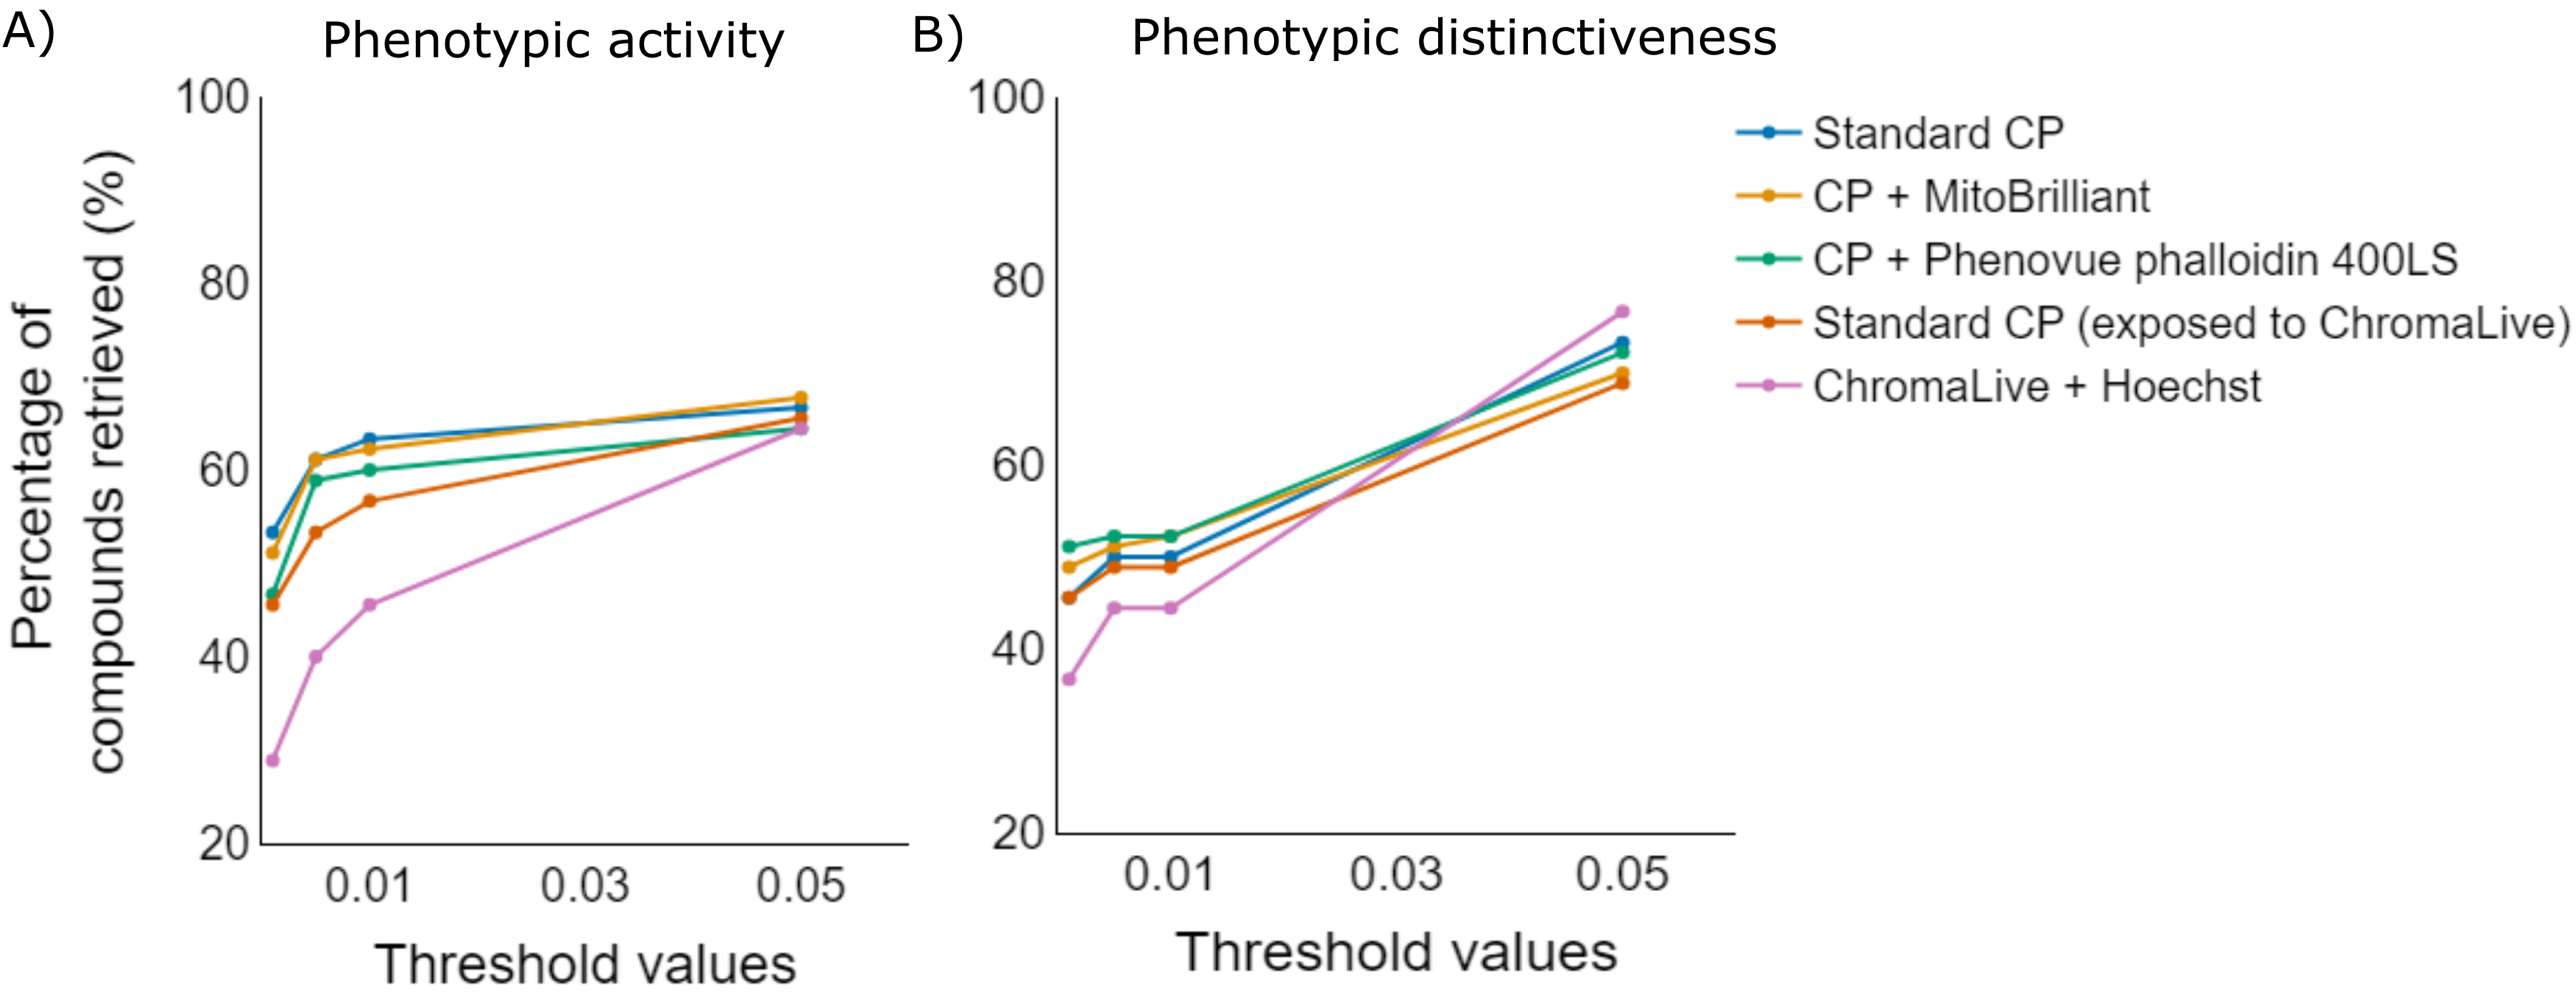 A)
Phenotypic activity
Percentage of
compounds retrieved (%)
100
80
60
40
20
0.01
0.03
0.05
Threshold values
B)
Phenotypic distinctiveness
100
80
60
40
20
0.01
0.03
0.05
Threshold values
Standard CP
CP + MitoBrilliant
CP + Phenovue phalloidin 400LS
Standard CP (exposed to ChromaLive)
ChromaLive + Hoechst